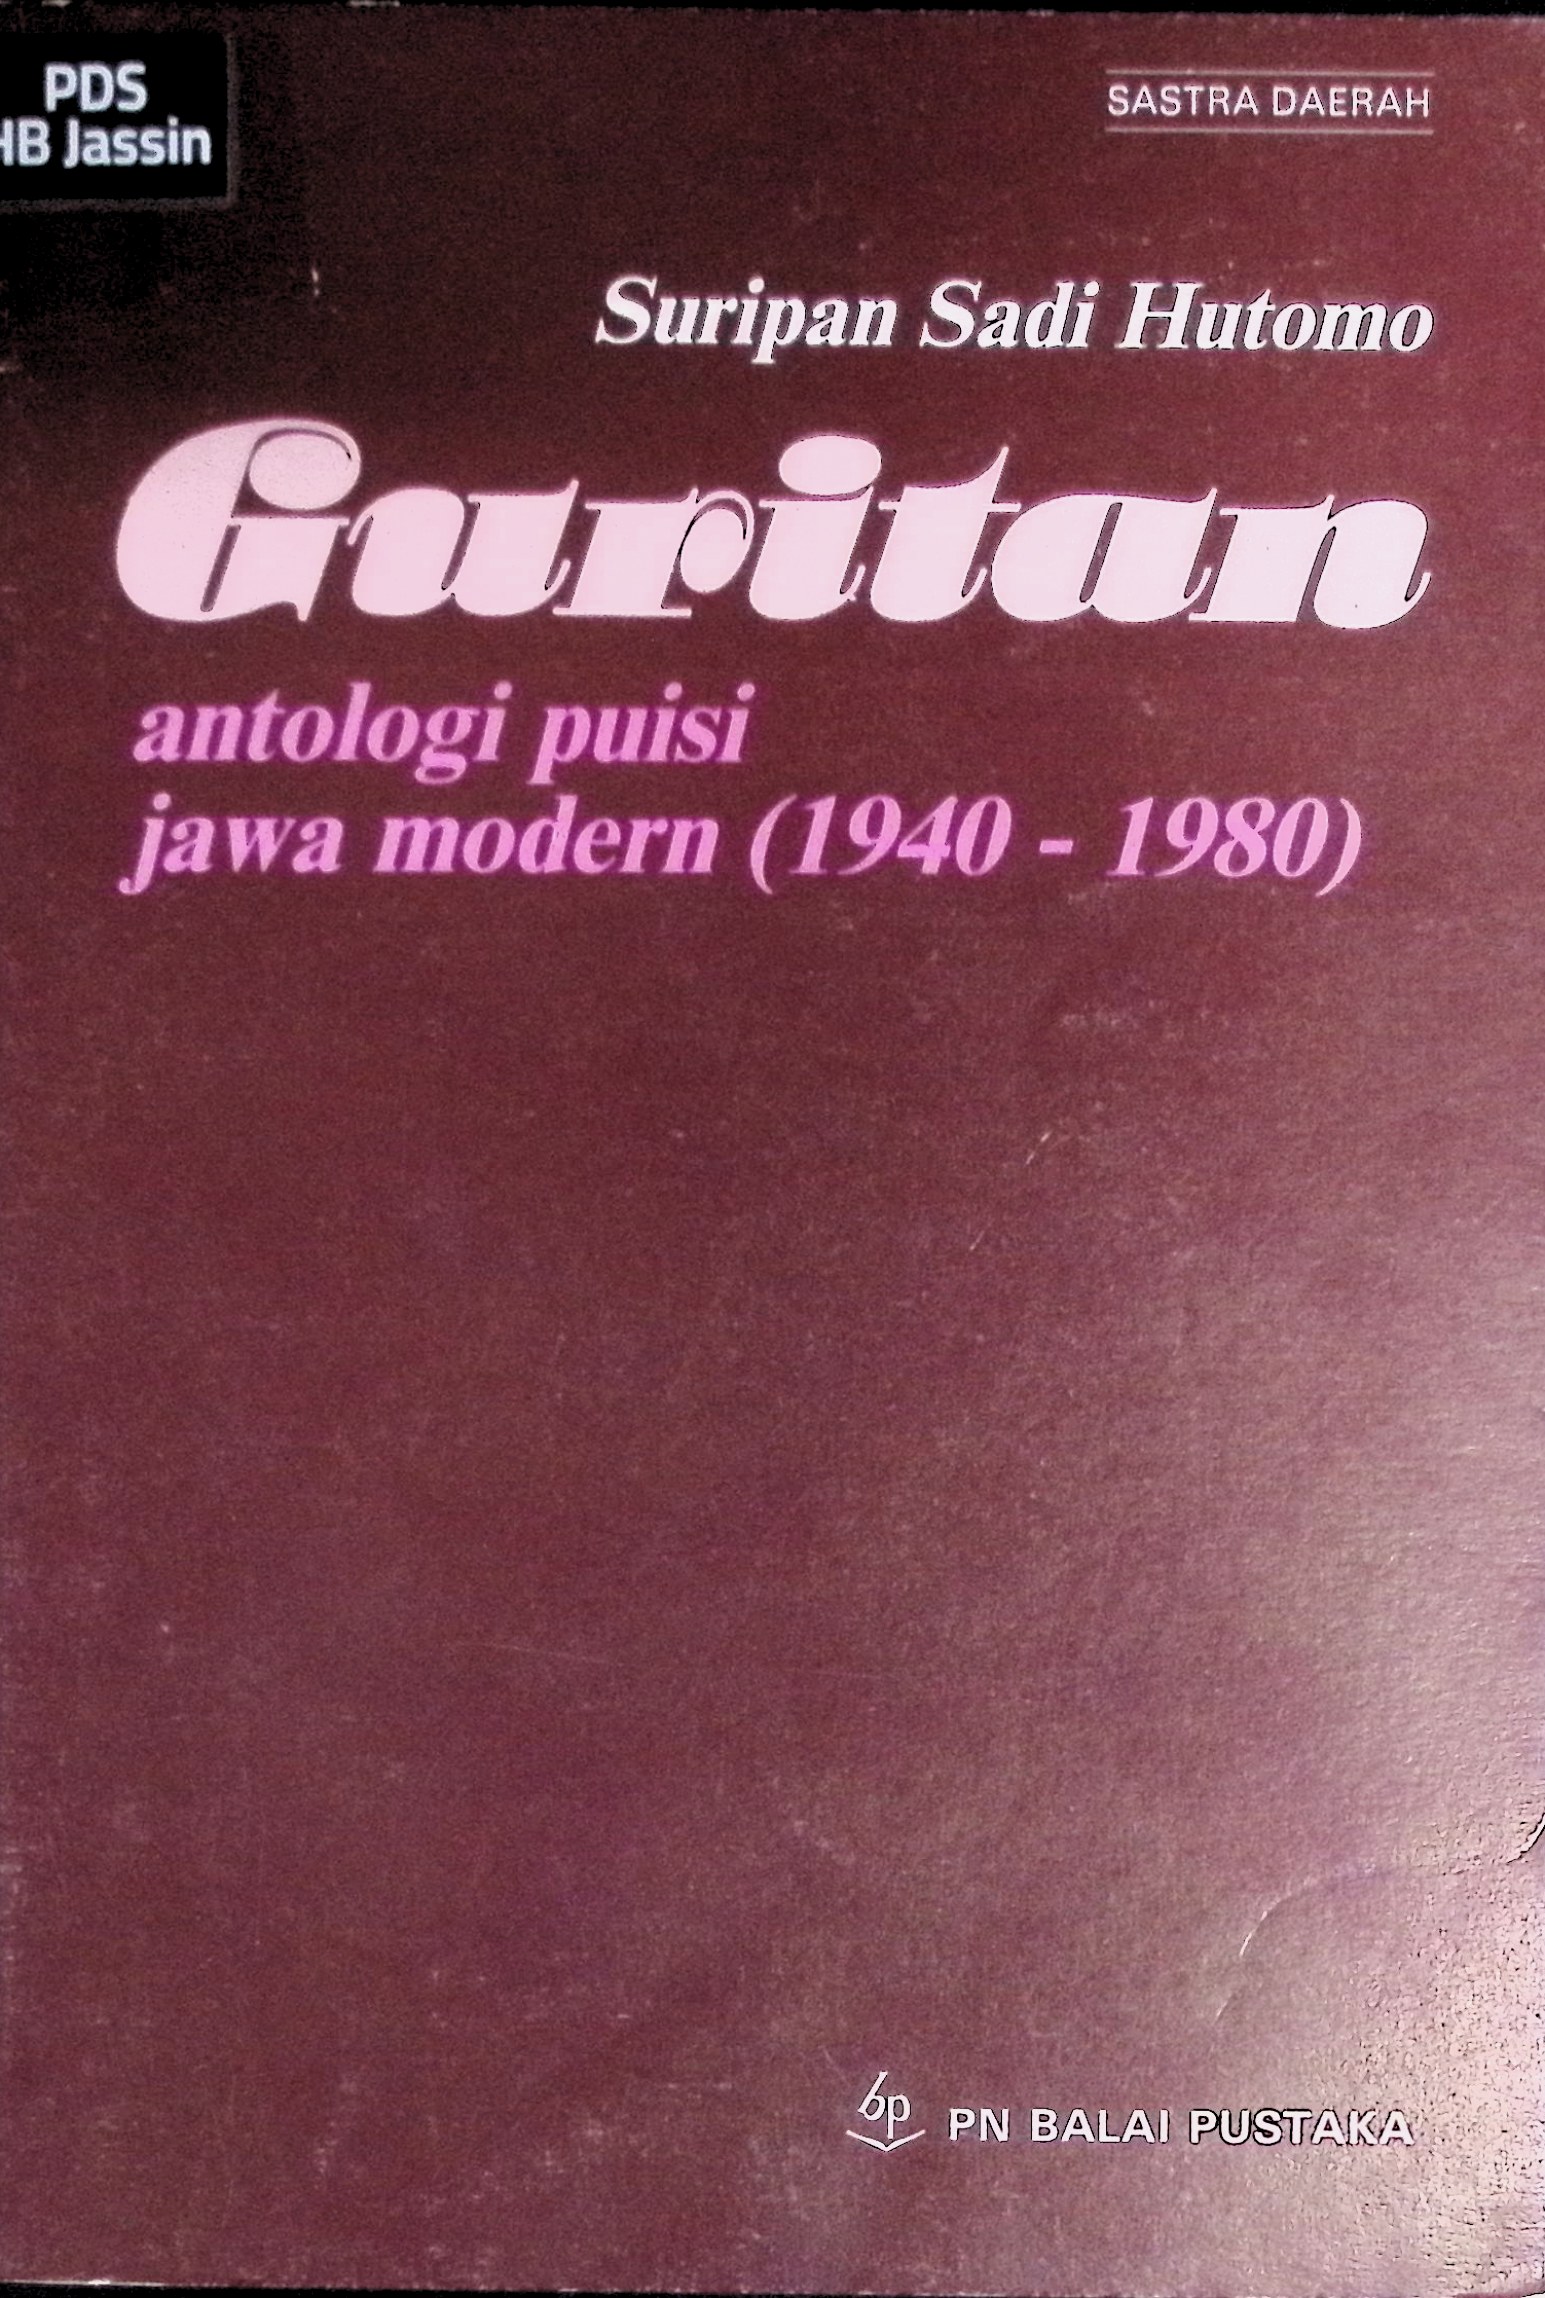 PDS
HB Jassin
SASTRA DAERAH
Suripan Sadi Hutomo
Guritan
antologi puisi
jawa modern (1940 - 1980)
bp PN BALAI PUSTAKA